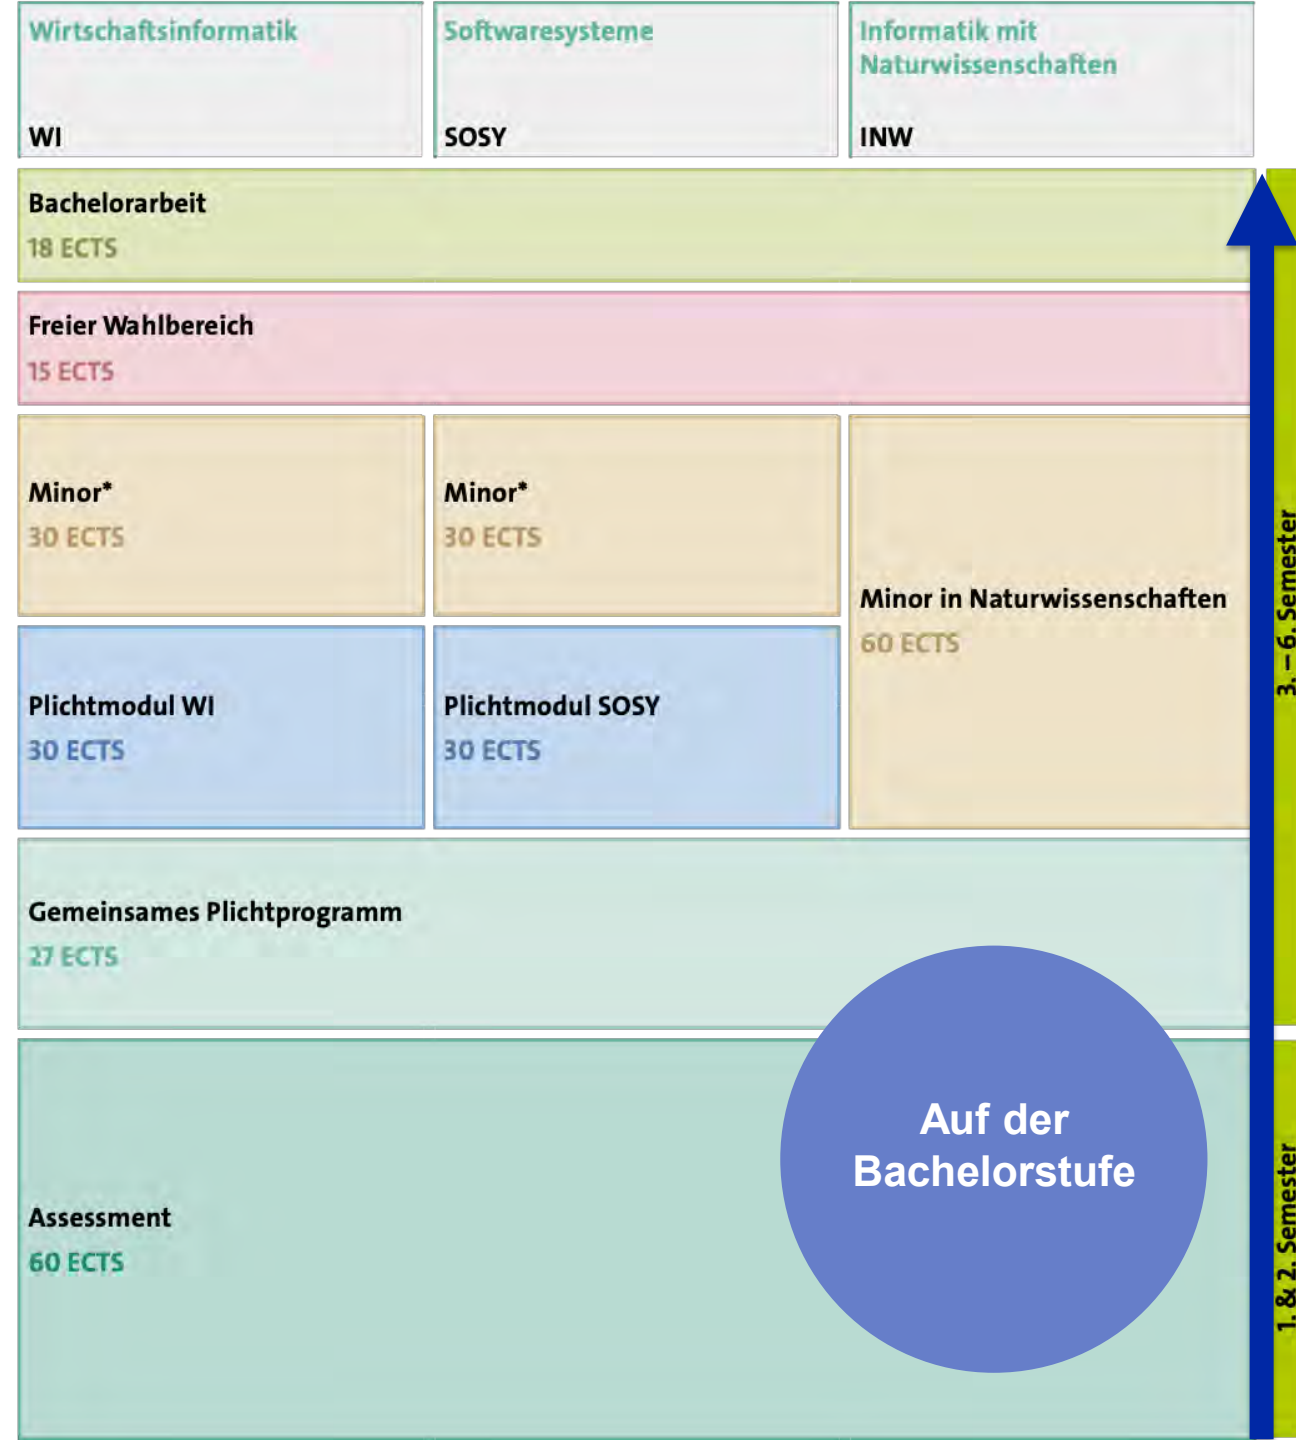 Wirtschaftsinformatik
WI
Softwaresysteme
SOSY
Informatik mit
Naturwissenschaften
INW
Bachelorarbeit
18 ECTS
Freier Wahlbereich
15 ECTS
Minor*
30 ECTS
Minor*
30 ECTS
Minor in Naturwissenschaften
60 ECTS
Plichtmodul WI
30 ECTS
Plichtmodul SOSY
30 ECTS
Gemeinsames Plichtprogramm
27 ECTS
Assessment
60 ECTS
Auf der
Bachelorstufe
3. – 6. Semester
1. & 2. Semester